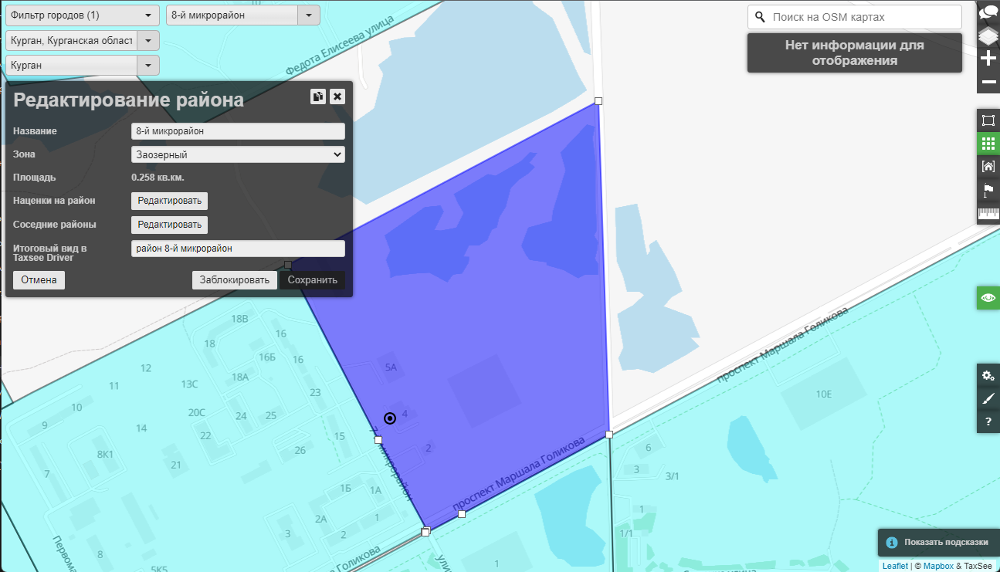 Фильтр городов (1)
8-й микрорайон
Курган, Курганская област
Курган
Поиск на OSM картах
Нет информации для
отображения
Федота Елисеева улица
Редактирование района
Название
8-й микрорайон
Зона
Заозерный
Площадь
0.258 кв.км.
Наценки на район
Редактировать
Соседние районы
Редактировать
Итоговый вид в
Taxsee Driver
район 8-й микрорайон
Отмена
Заблокировать
Сохранить
18В
16
18
16Б
16
12
18А
13С
11
23
10
20С
24
25
9
14
22
15
8К1
26
21
7
1Б
1А
2А
1
3
2
8
5К5
5А
4
2
7-й микрорайон
проспект Маршала Голикова
проспект Маршала Голикова
10Е
6
3
3/1
1
1/1
1
Голикова
Первома
улица
?
Показать подсказки
Leaflet | © Mapbox & TaxSee